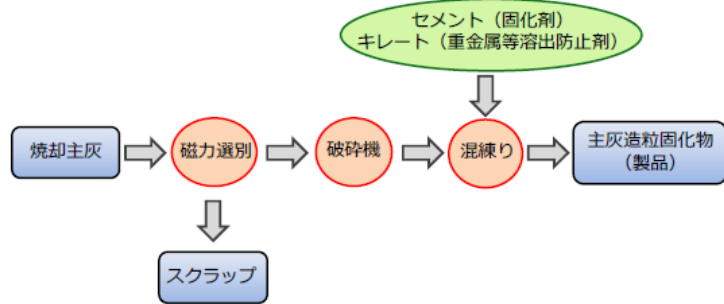 セメント（固化剤）
キレート（重金属等溶出防止剤）
焼却主灰
磁力選別
破砕機
混練り
主灰造粒固化物
（製品）
スクラップ